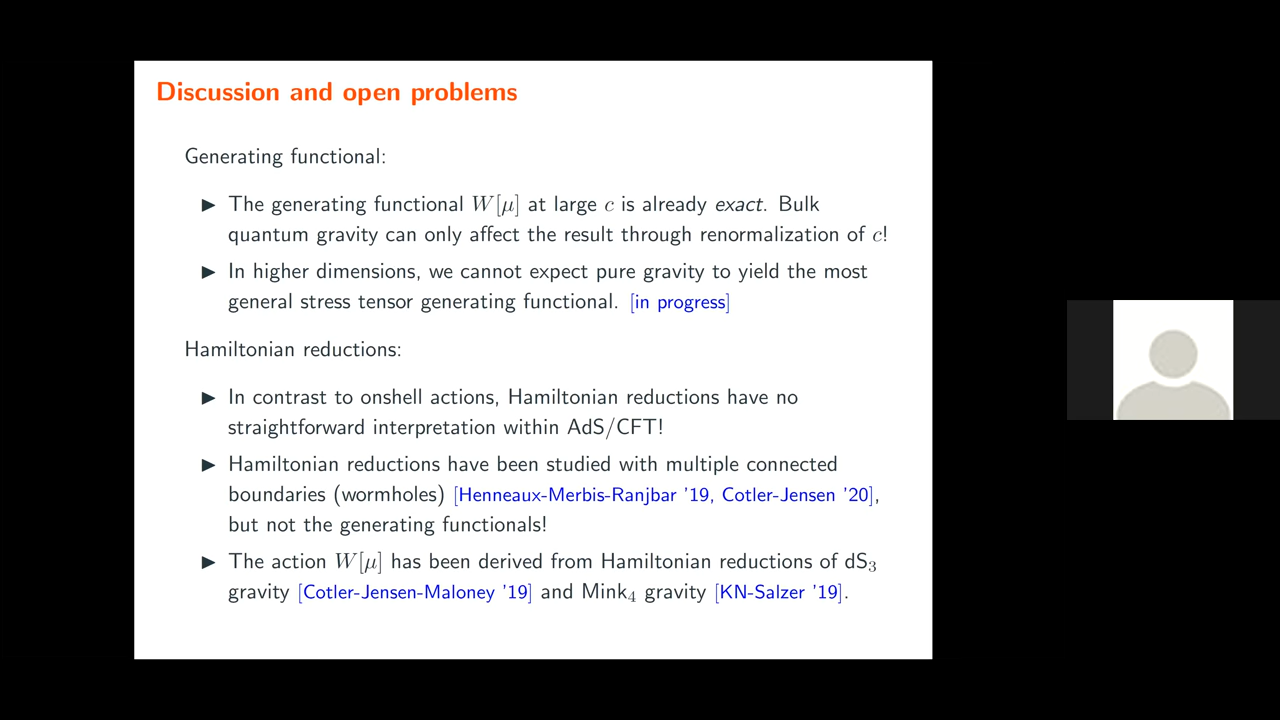 Discussion and open problems
Generating functional:
▶ The generating functional W[μ] at large c is already exact. Bulk
quantum gravity can only affect the result through renormalization of c!
▶ In higher dimensions, we cannot expect pure gravity to yield the most
general stress tensor generating functional. [in progress]
Hamiltonian reductions:
▶ In contrast to onshell actions, Hamiltonian reductions have no
straightforward interpretation within AdS/CFT!
▶ Hamiltonian reductions have been studied with multiple connected
boundaries (wormholes) [Henneaux-Merbis-Ranjbar '19, Cotler-Jensen '20],
but not the generating functionals!
▶ The action W[μ] has been derived from Hamiltonian reductions of dS₃
gravity [Cotler-Jensen-Maloney '19] and Mink₄ gravity [KN-Salzer '19].